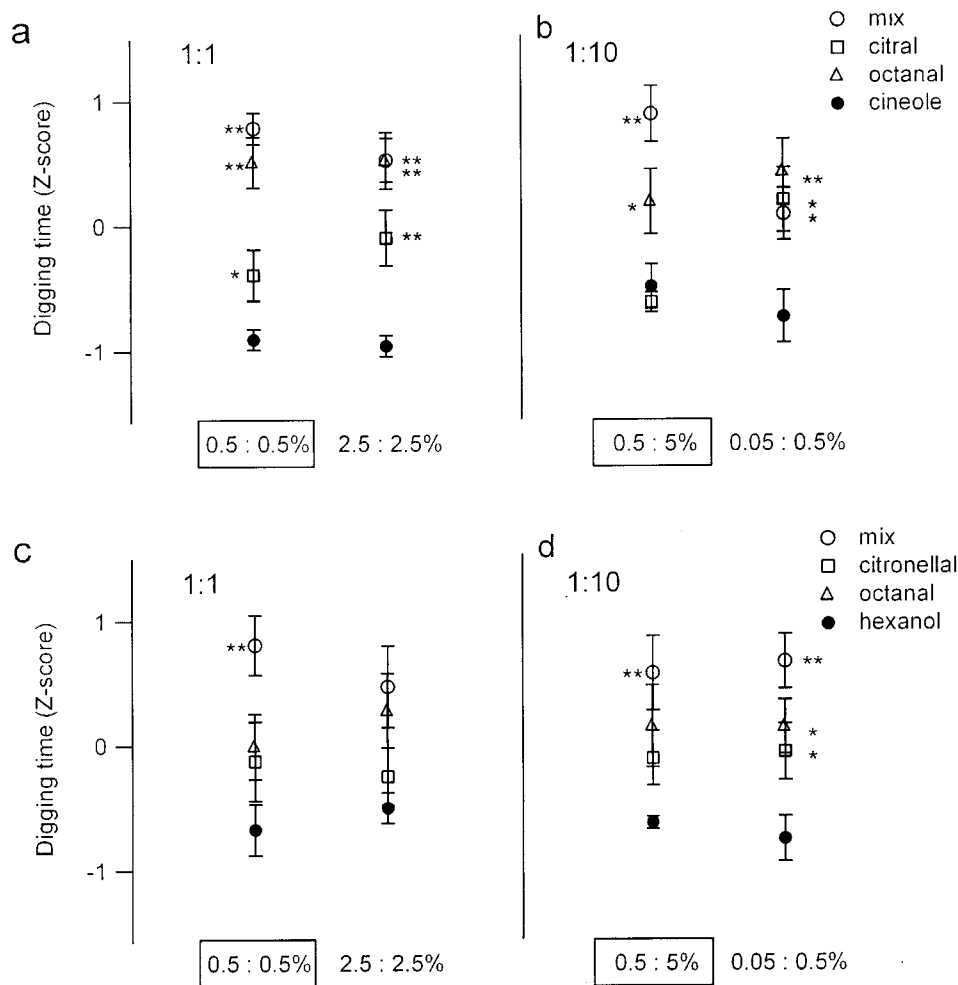 a
1:1
Digging time (Z-score)
1
0
-1
**
**
*
**
**
**
0.5 : 0.5%
2.5 : 2.5%
b
1:10
mix
citral
octanal
cineole
**
*
**
*
*
0.5 : 5%
0.05 : 0.5%
c
1:1
Digging time (Z-score)
1
0
-1
**
0.5 : 0.5%
2.5 : 2.5%
d
1:10
mix
citronellal
octanal
hexanol
**
**
*
*
0.5 : 5%
0.05 : 0.5%